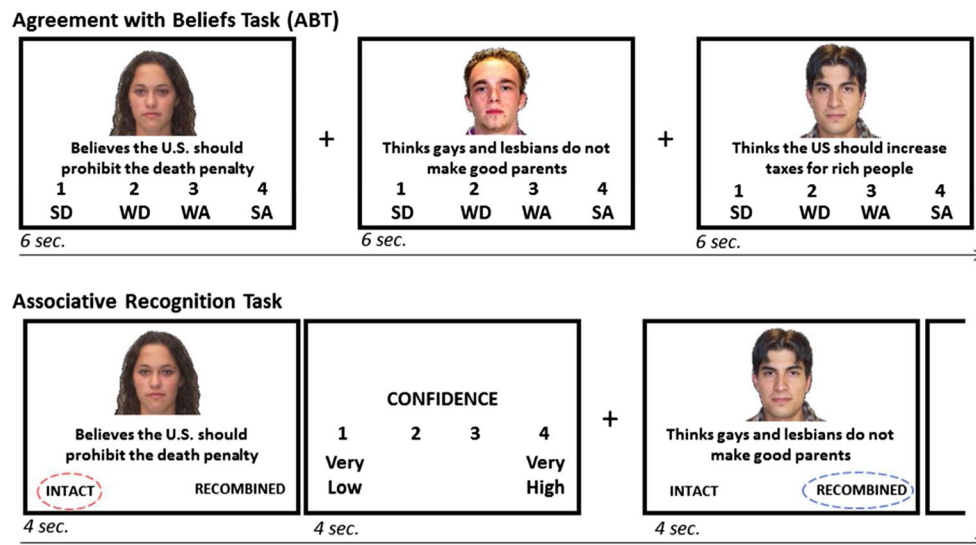 Agreement with Beliefs Task (ABT)
Believes the U.S. should
prohibit the death penalty
1 2 3 4
SD WD WA SA
6 sec.
+
Thinks gays and lesbians do not
make good parents
1 2 3 4
SD WD WA SA
6 sec.
+
Thinks the US should increase
taxes for rich people
1 2 3 4
SD WD WA SA
6 sec.
Associative Recognition Task
Believes the U.S. should
prohibit the death penalty
INTACT RECOMBINED
4 sec.
CONFIDENCE
1 2 3 4
Very Very
Low High
4 sec.
+
Thinks gays and lesbians do not
make good parents
INTACT RECOMBINED
4 sec.